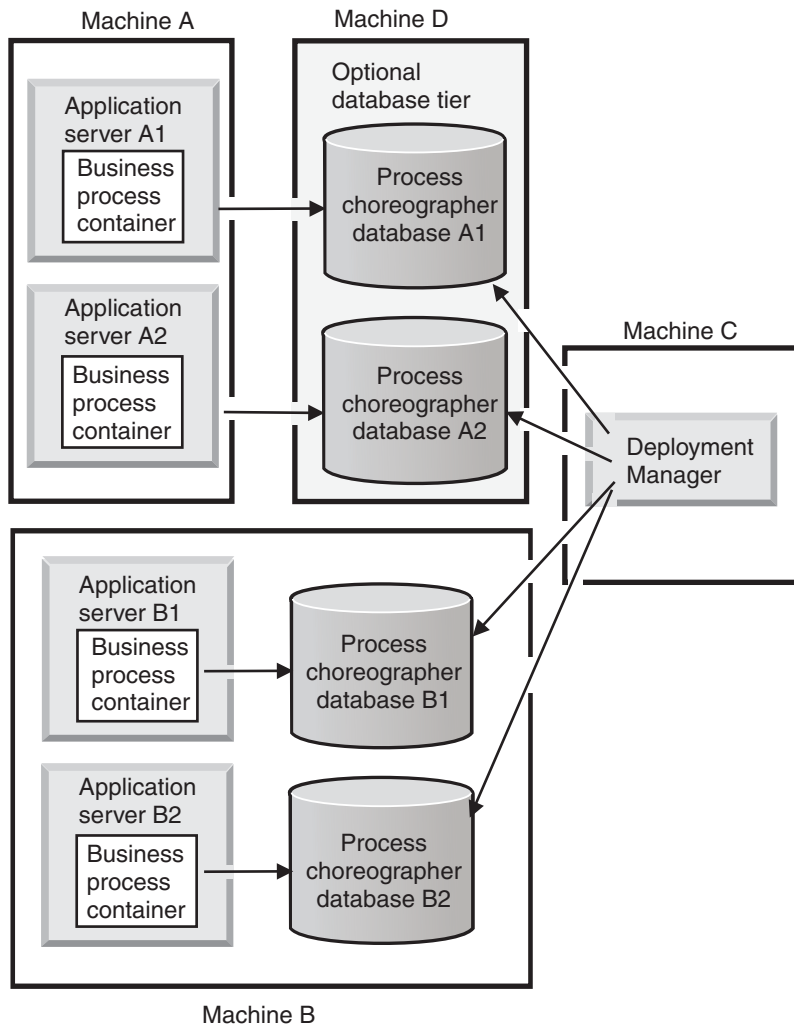 Machine A
Machine D
Application
server A1
Business
process
container
Optional
database tier
Process
choreographer
database A1
Application
server A2
Business
process
container
Process
choreographer
database A2
Machine C
Deployment
Manager
Application
server B1
Business
process
container
Process
choreographer
database B1
Application
server B2
Business
process
container
Process
choreographer
database B2
Machine B